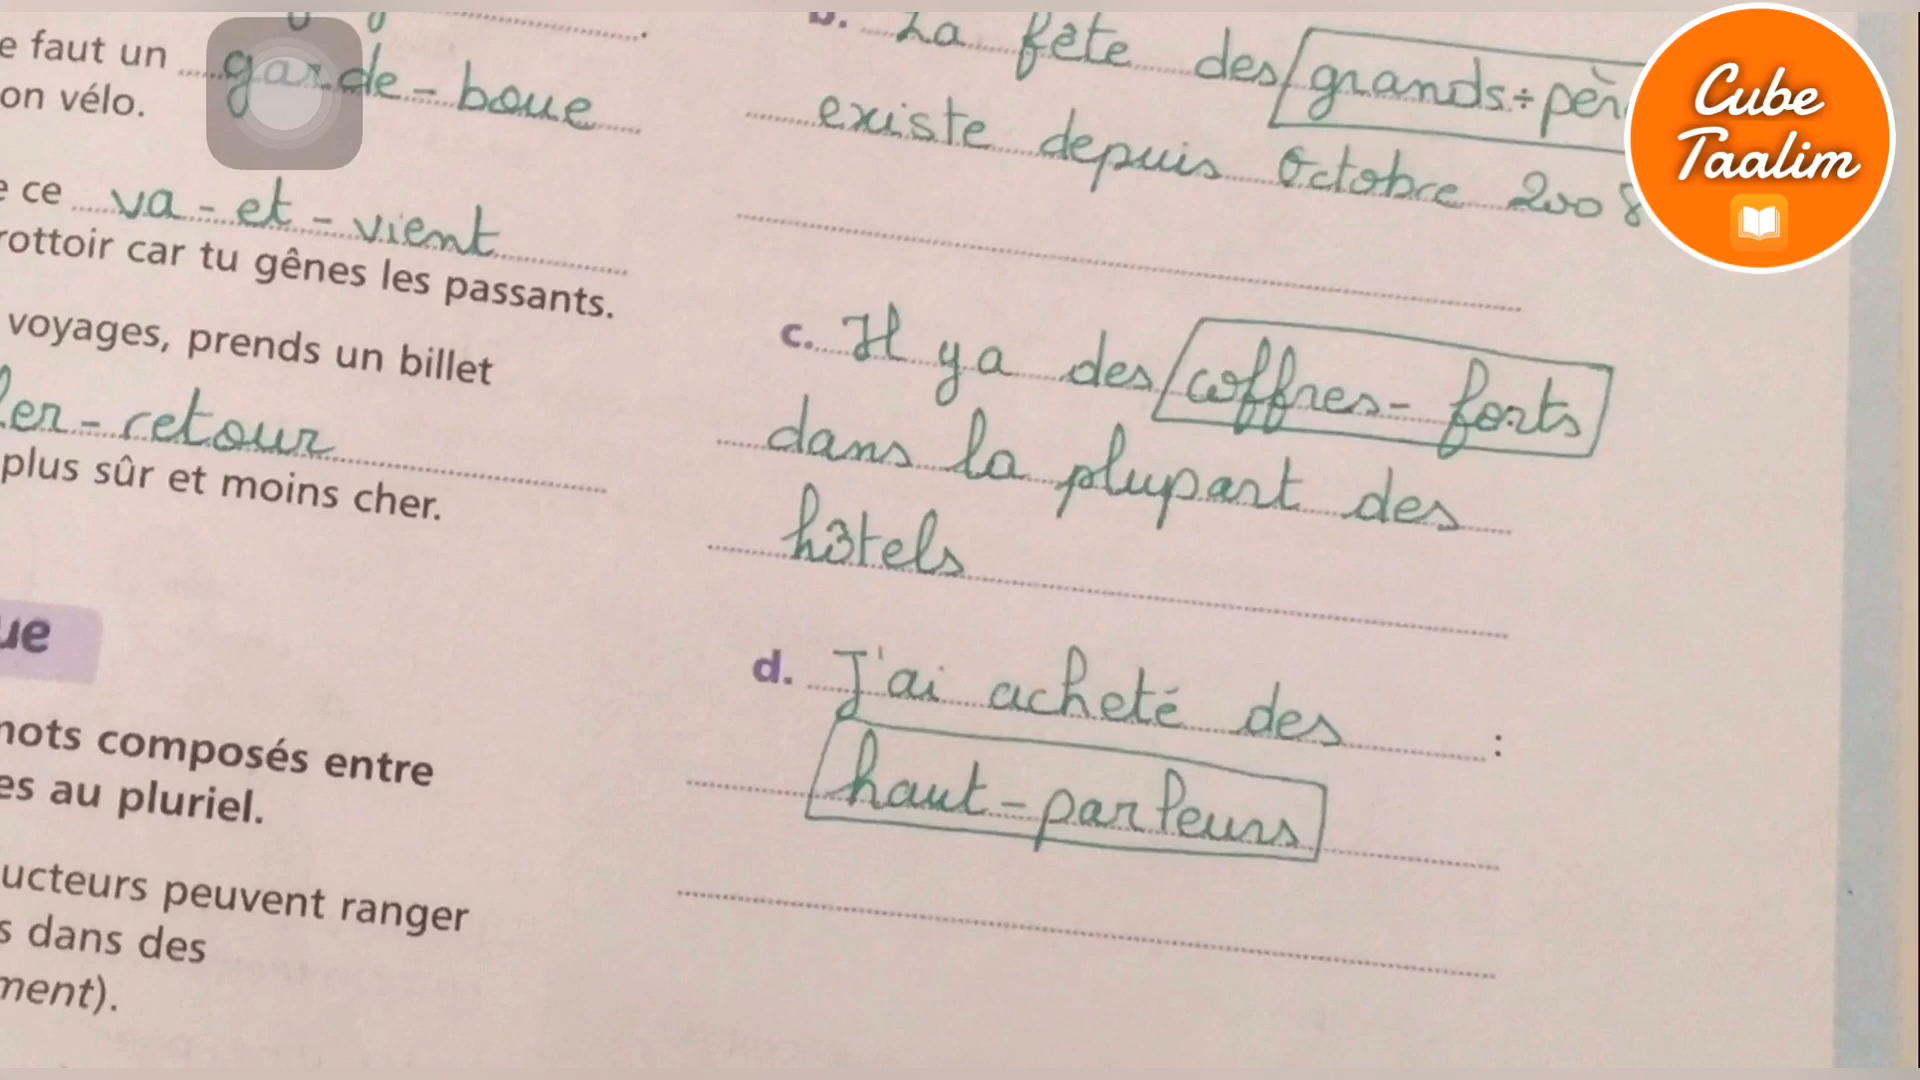 e faut un garde-boue
on vélo.
e ce va-et-vient
rottoir car tu gênes les passants.
voyages, prends un billet
ler-retour
plus sûr et moins cher.
ue
mots composés entre
es au pluriel.
ucteurs peuvent ranger
s dans des
ment).
b. La fête des grands-pèr
existe depuis Octobre 2008
c. Il y a des coffres-forts
dans la plupart des
hôtels
d. J'ai acheté des :
haut-parleurs
Cube
Taalim